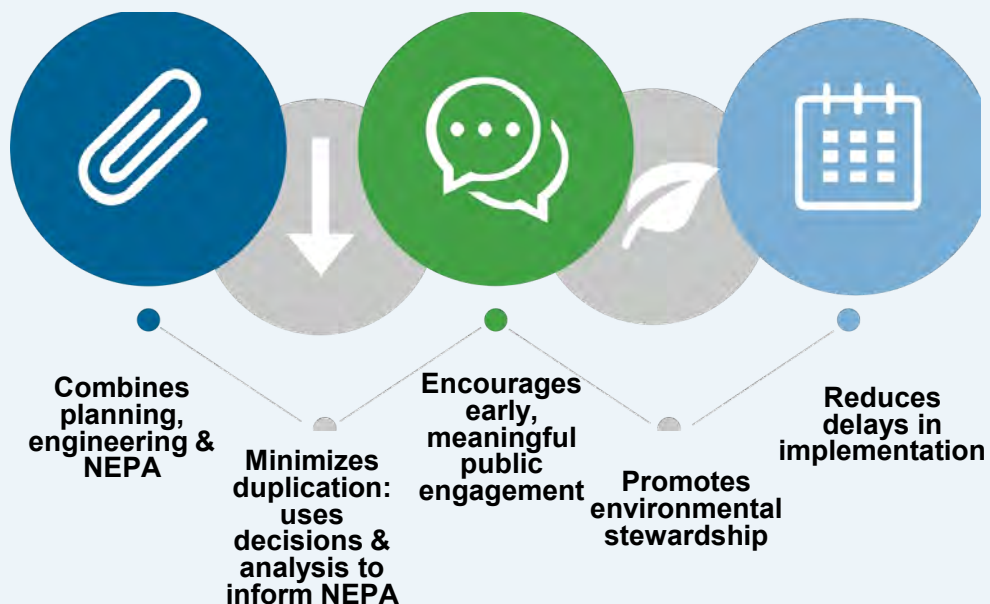 Combines
planning,
engineering &
NEPA
Minimizes
duplication:
uses
decisions &
analysis to
inform NEPA
Encourages
early,
meaningful
public
engagement
Promotes
environmental
stewardship
Reduces
delays in
implementation